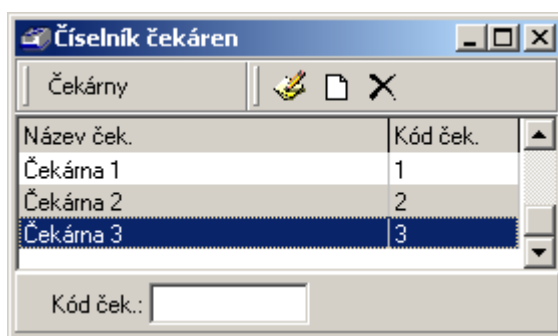 Číselník čekáren
Čekárny
Název ček. Kód ček.
Čekárna 1 1
Čekárna 2 2
Čekárna 3 3
Kód ček.: